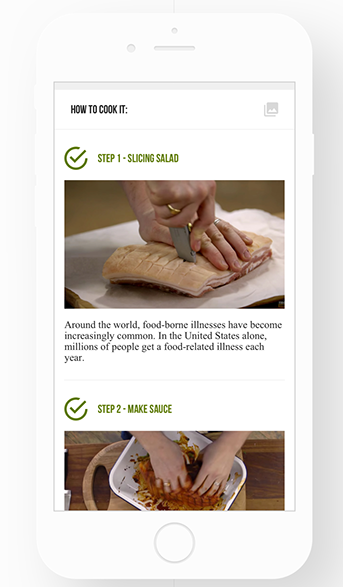 HOW TO COOK IT:
STEP 1 - SLICING SALAD
Around the world, food-borne illnesses have become
increasingly common. In the United States alone,
millions of people get a food-related illness each
year.
STEP 2 - MAKE SAUCE